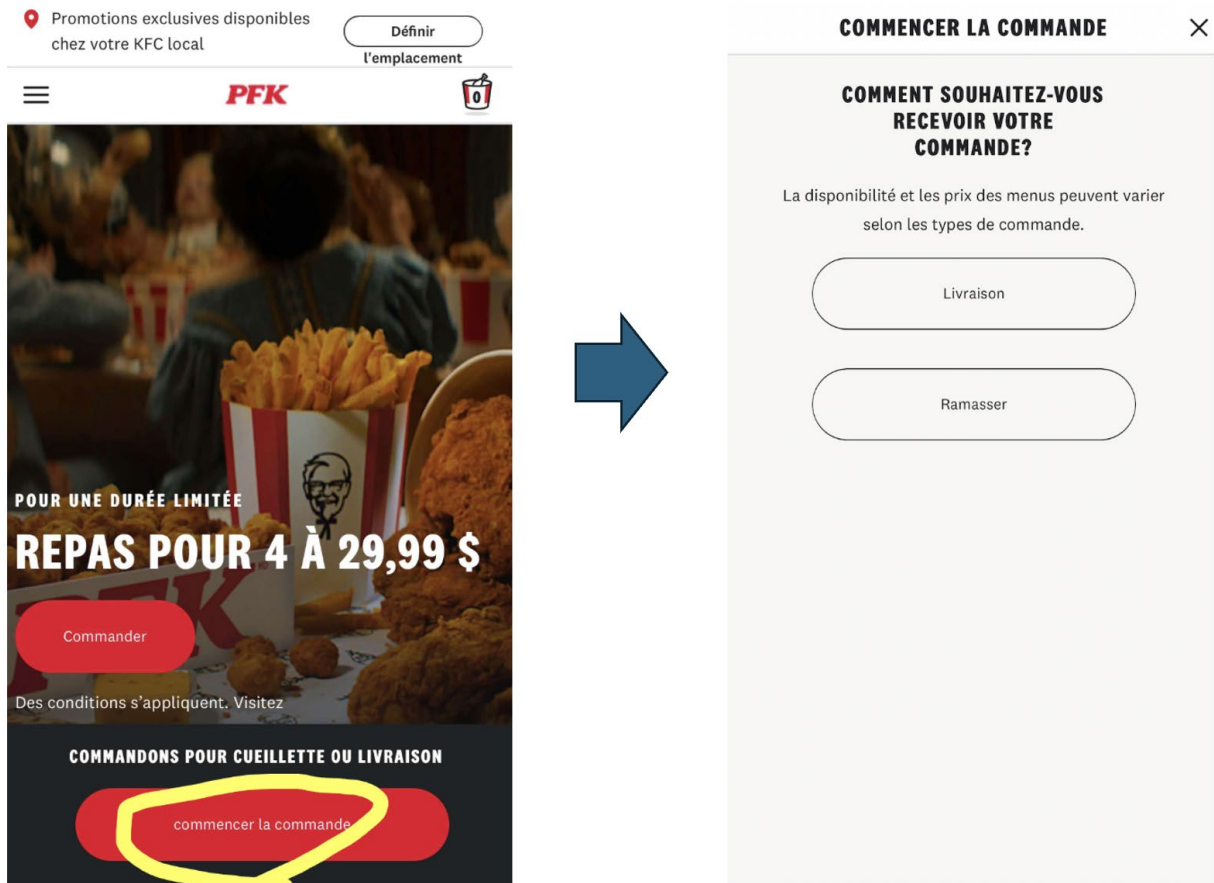 Promotions exclusives disponibles
chez votre KFC local
Définir
l'emplacement
PFK
0
POUR UNE DURÉE LIMITÉE
REPAS POUR 4 À 29,99 $
Commander
Des conditions s’appliquent. Visitez
COMMANDONS POUR CUEILLETTE OU LIVRAISON
commencer la commande
COMMENCER LA COMMANDE
COMMENT SOUHAITEZ-VOUS
RECEVOIR VOTRE
COMMANDE?
La disponibilité et les prix des menus peuvent varier
selon les types de commande.
Livraison
Ramasser